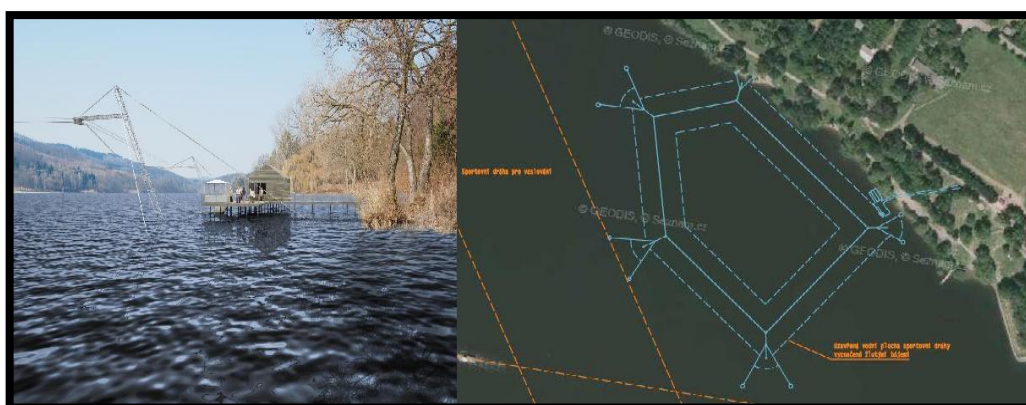 © GEODIS, © Seznam.cz
© GEODIS, © Seznam.cz
Sportovní dráha pro veslování
© GEODIS, © Seznam.cz
© GEODIS, © Seznam.cz
Uzavřená vodní plocha sportovní dráhy
vyznačená žlutými bójemi